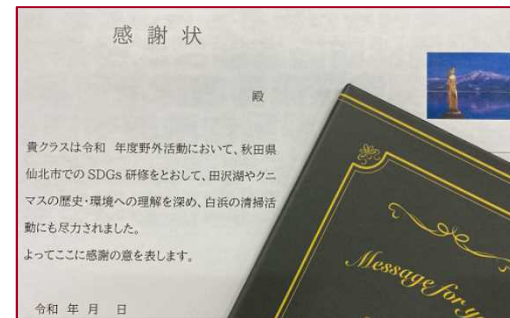 感謝状
殿
貴クラスは令和　年度野外活動において、秋田県
仙北市での SDGs 研修をとおして、田沢湖やクニ
マスの歴史・環境への理解を深め、白浜の清掃活
動にも尽力されました。
よってここに感謝の意を表します。
令和　年　月　日
Message for